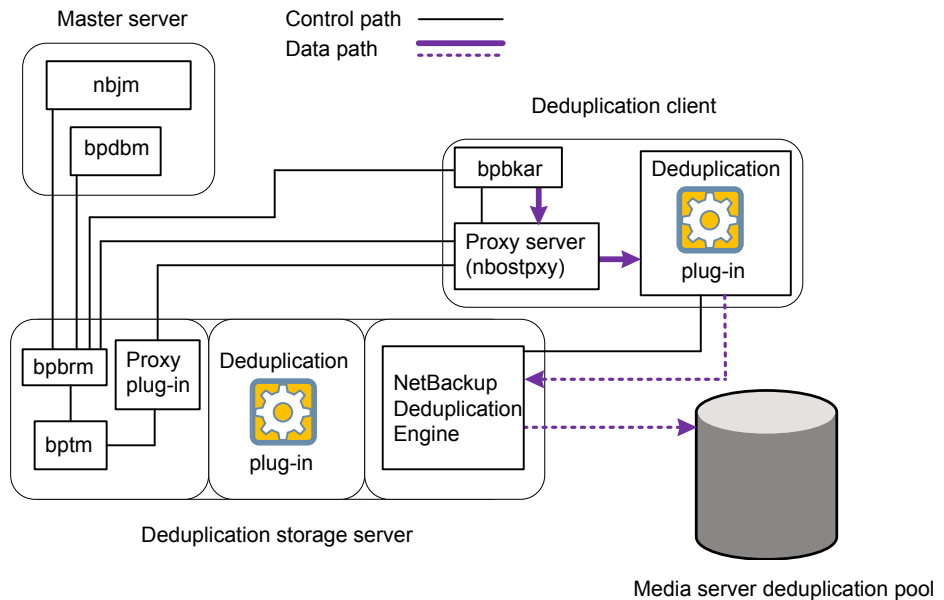 Master server
Control path
Data path
nbjm
bpdbm
Deduplication client
bpbkar
Proxy server
(nbostpxy)
Deduplication
plug-in
bpbrm
Proxy
plug-in
bptm
Deduplication
plug-in
NetBackup
Deduplication
Engine
Deduplication storage server
Media server deduplication pool